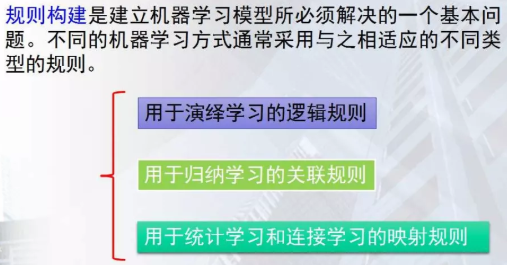 规则构建是建立机器学习模型所必须解决的一个基本问
题。不同的机器学习方式通常采用与之相适应的不同类
型的规则。
用于演绎学习的逻辑规则
用于归纳学习的关联规则
用于统计学习和连接学习的映射规则